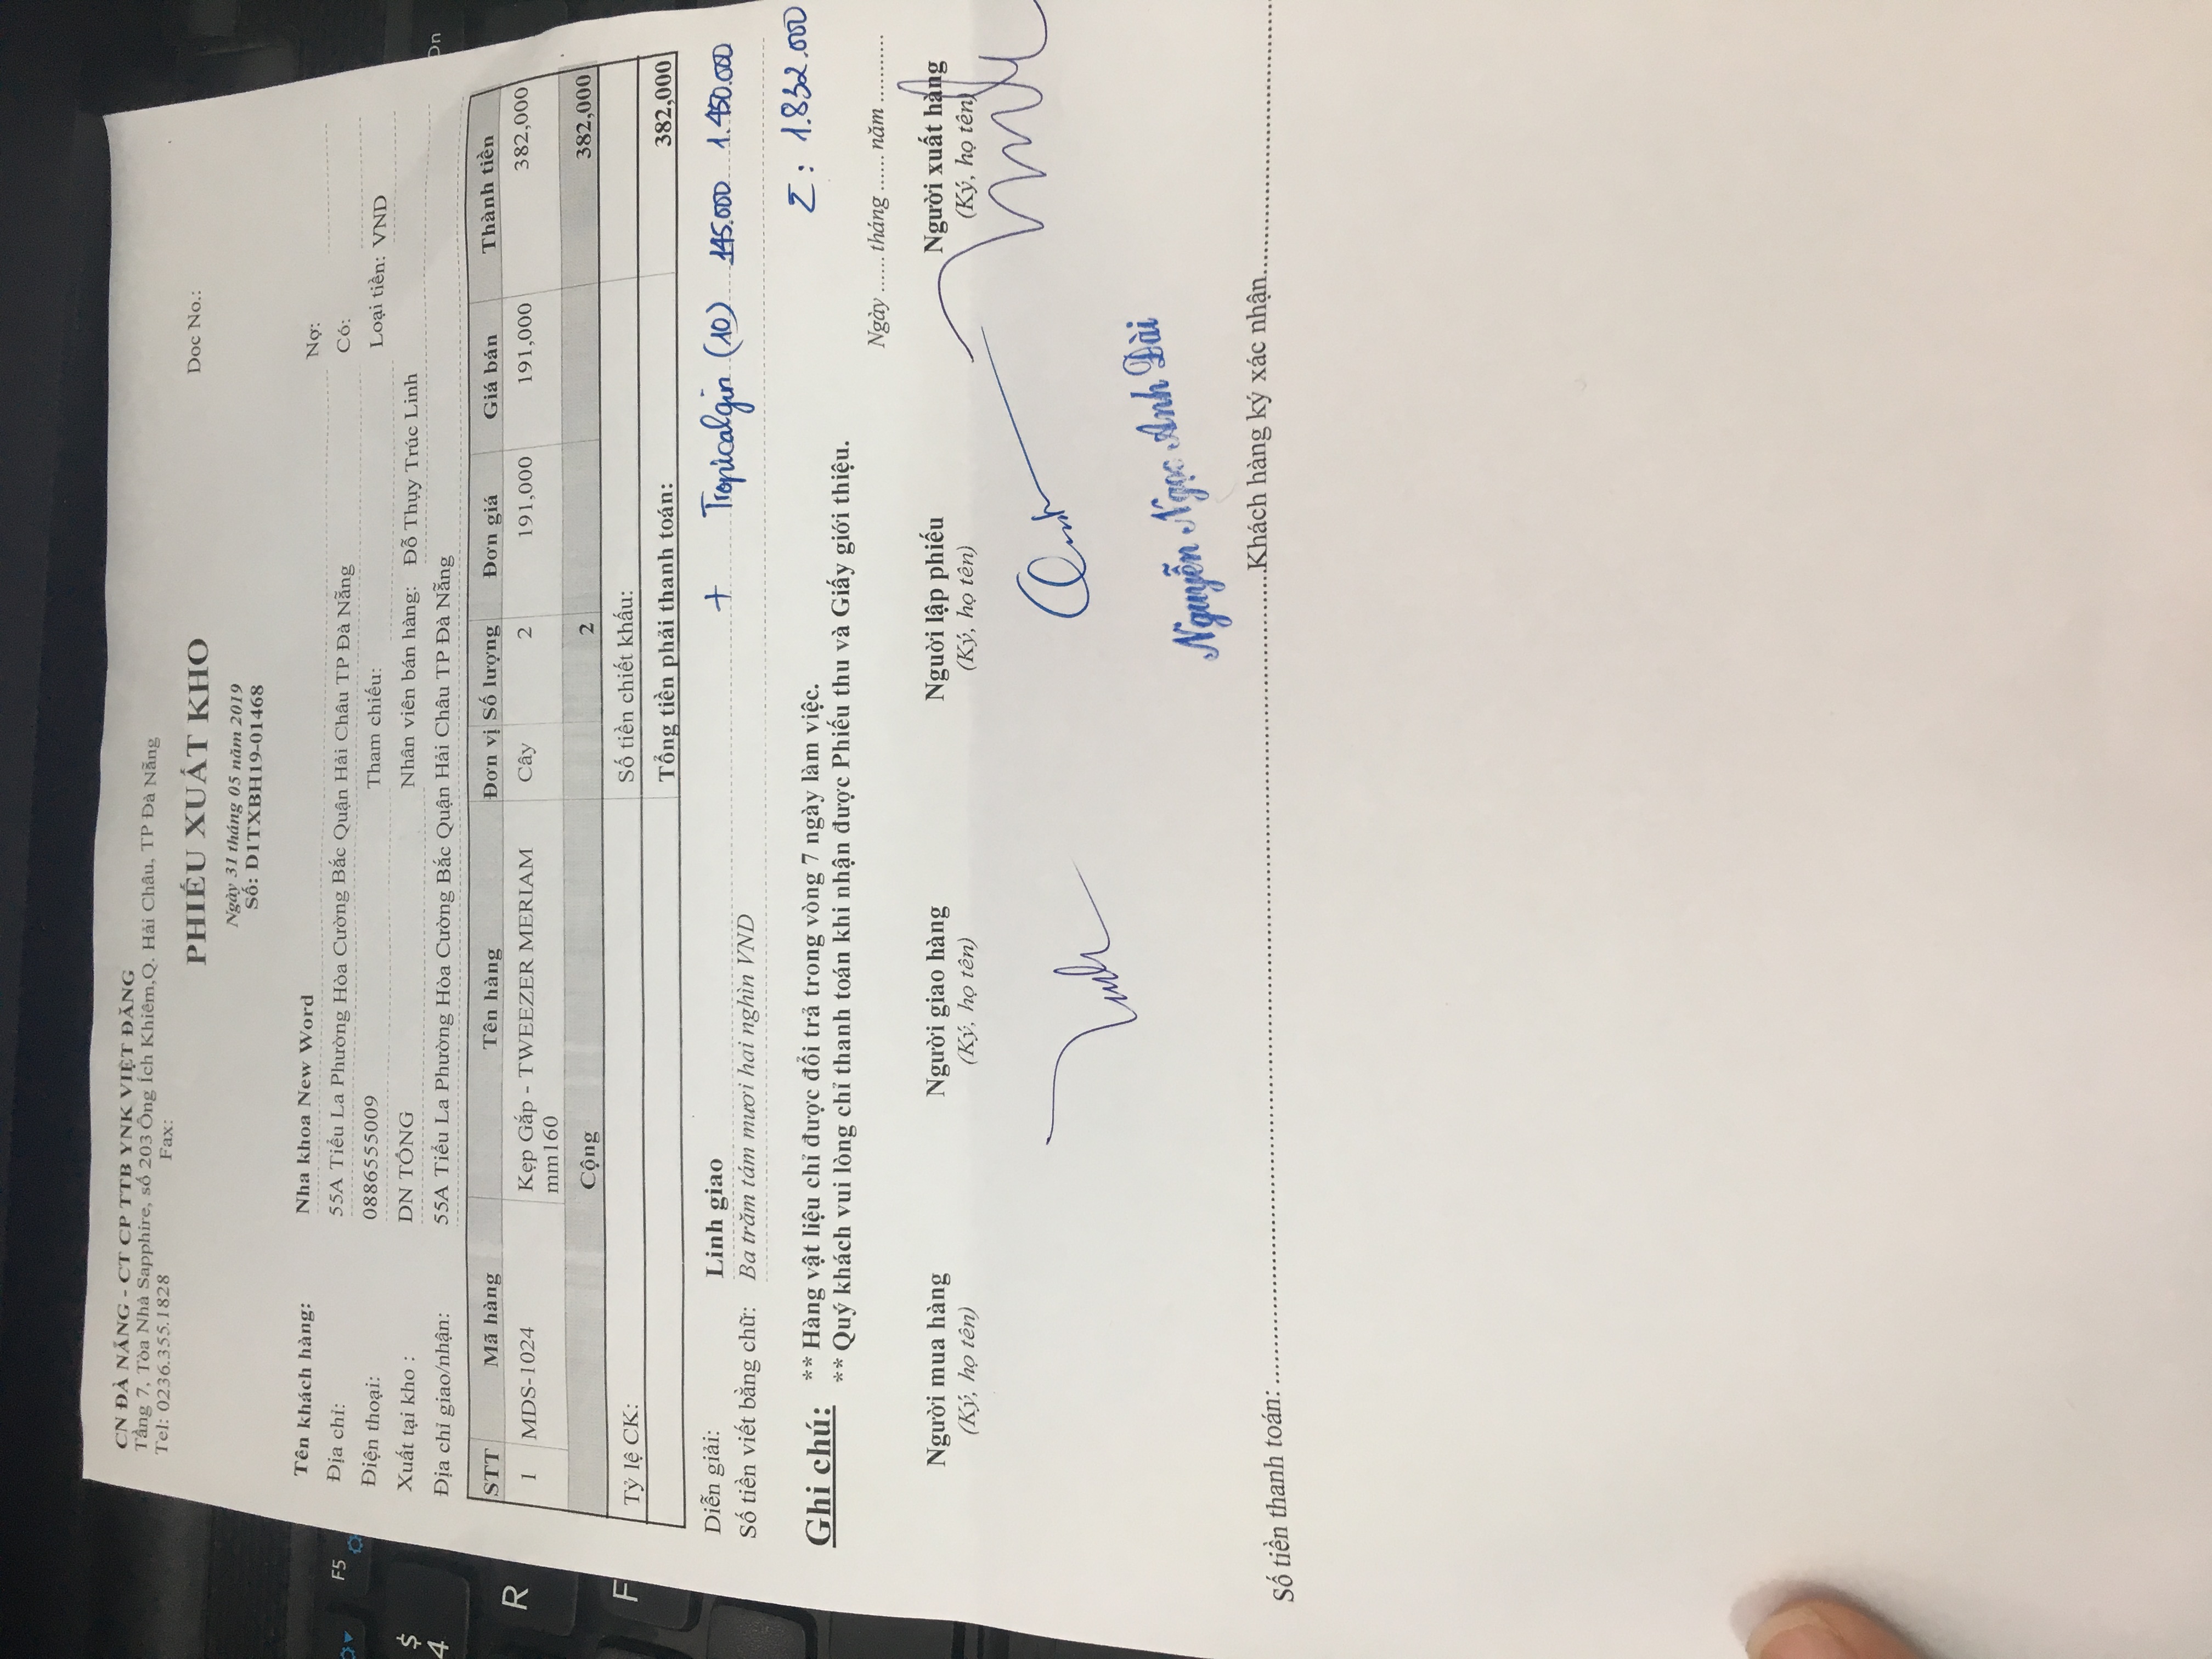 CN ĐÀ NẴNG - CT CP TTB YNK VIỆT ĐĂNG
Tầng 7, Tòa Nhà Sapphire, số 203 Ông Ích Khiêm,Q. Hải Châu, TP Đà Nẵng
Tel: 0236.355.1828 Fax:
PHIẾU XUẤT KHO Doc No.:
Ngày 31 tháng 05 năm 2019
Số: D1TXBH19-01468
Tên khách hàng: Nha khoa New Word Nợ:
Địa chỉ: 55A Tiểu La Phường Hòa Cường Bắc Quận Hải Châu TP Đà Nẵng Có:
Điện thoại: 0886555009 Tham chiếu: Loại tiền: VND
Xuất tại kho : DN TỔNG Nhân viên bán hàng: Đỗ Thụy Trúc Linh
Địa chỉ giao/nhận: 55A Tiểu La Phường Hòa Cường Bắc Quận Hải Châu TP Đà Nẵng
STT Mã hàng Tên hàng Đơn vị Số lượng Đơn giá Giá bán Thành tiền
1 MDS-1024 Kẹp Gắp - TWEEZER MERIAM 
mm160 Cây 2 191,000 191,000 382,000
Cộng 2 382,000
Tỷ lệ CK: Số tiền chiết khấu:
Tổng tiền phải thanh toán: 382,000
Diễn giải: Linh giao + Tropicalgin (10) 145.000 1.450.000
Số tiền viết bằng chữ: Ba trăm tám mươi hai nghìn VND
Σ : 1.832.000
Ghi chú: ** Hàng vật liệu chỉ được đổi trả trong vòng 7 ngày làm việc.
** Quý khách vui lòng chỉ thanh toán khi nhận được Phiếu thu và Giấy giới thiệu.
Ngày ...... tháng ...... năm ...........
Người mua hàng Người giao hàng Nguời lập phiếu Người xuất hàng
(Ký, họ tên) (Ký, họ tên) (Ký, họ tên) (Ký, họ tên)
Nguyễn Ngọc Anh Đài
Số tiền thanh toán: ........................Khách hàng ký xác nhận........................
F5
$
4
R
F
Dn